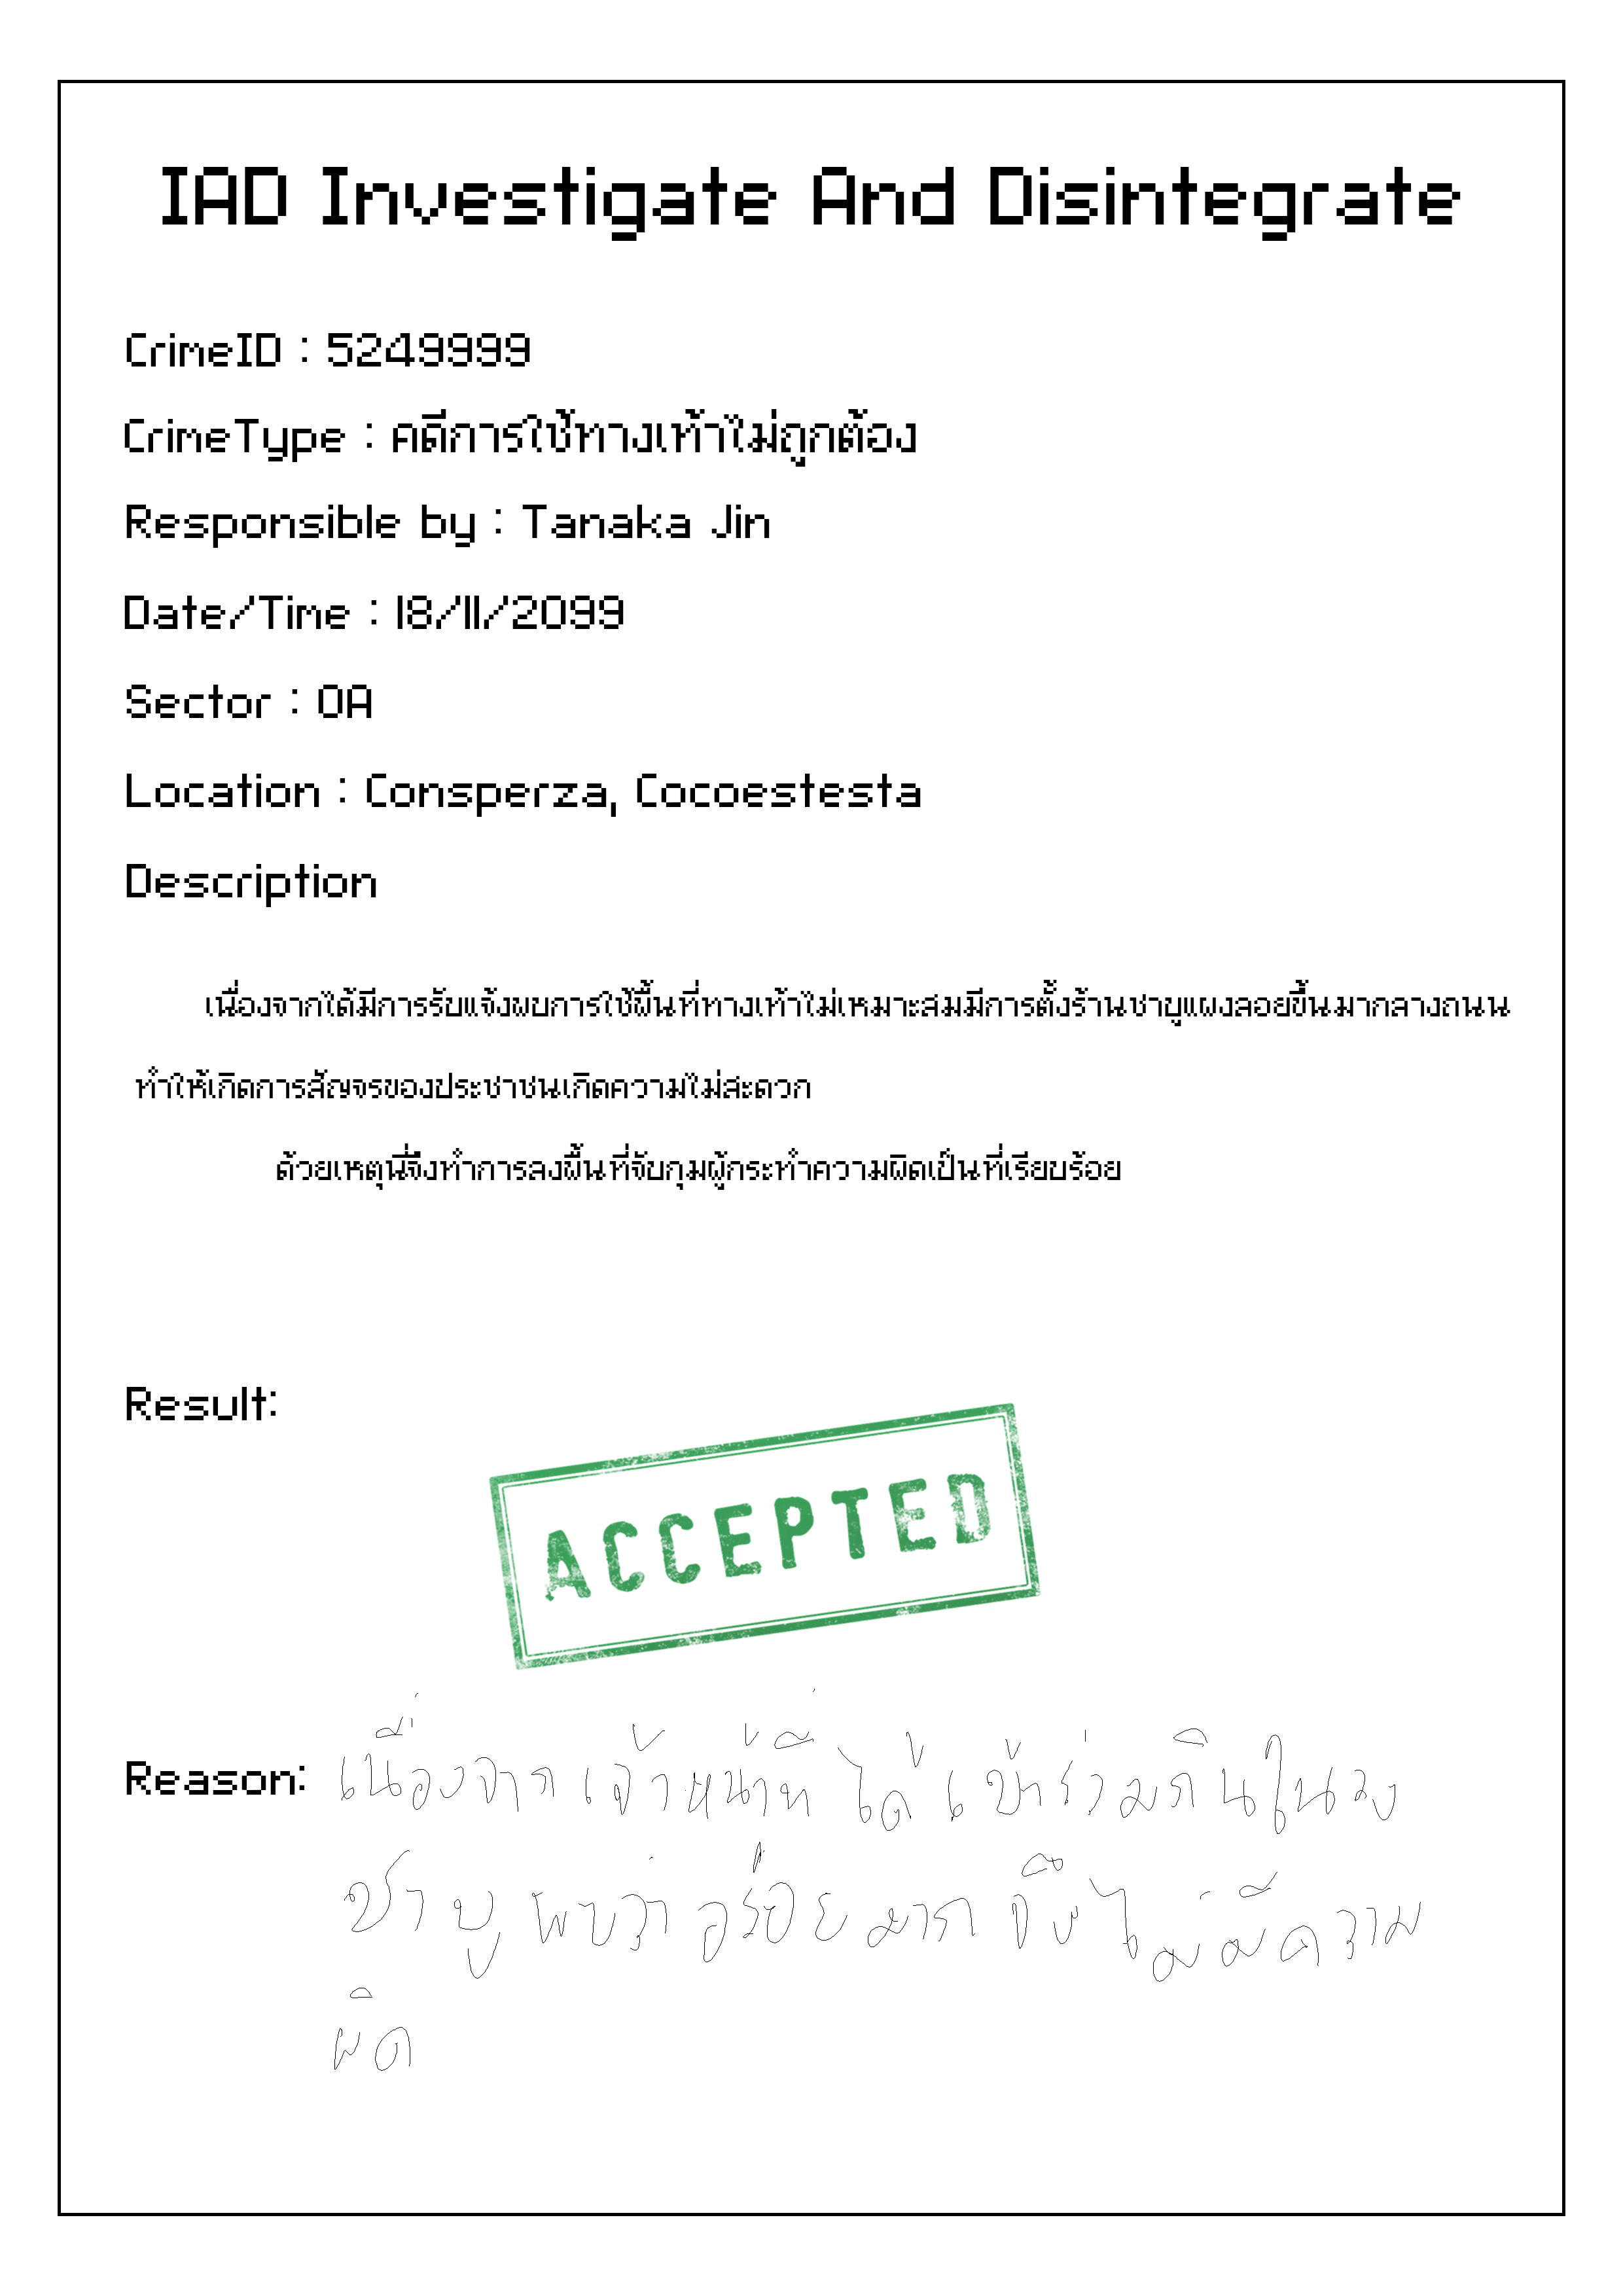 IAD Investigate And Disintegrate
CrimeID : 5249999
CrimeType : คดีการใช้ทางเท้าไม่ถูกต้อง
Responsible by : Tanaka Jin
Date/Time : 18/11/2099
Sector : 0A
Location : Consperza, Cocoestesta
Description
เนื่องจากได้มีการรับแจ้งพบการใช้พื้นที่ทางเท้าไม่เหมาะสมมีการตั้งร้านชาบูแผงลอยขึ้นมากลางถนน
ทำให้เกิดการสัญจรของประชาชนเกิดความไม่สะดวก
ด้วยเหตุนี้จึงทำการลงพื้นที่จับกุมผู้กระทำความผิดเป็นที่เรียบร้อย
Result:
ACCEPTED
Reason: เนื่องจากเจ้าหน้าที่ได้เข้าร่วมกินในวง
ชาบูพบว่าอร่อยมากจึงไม่มีความ
ผิด